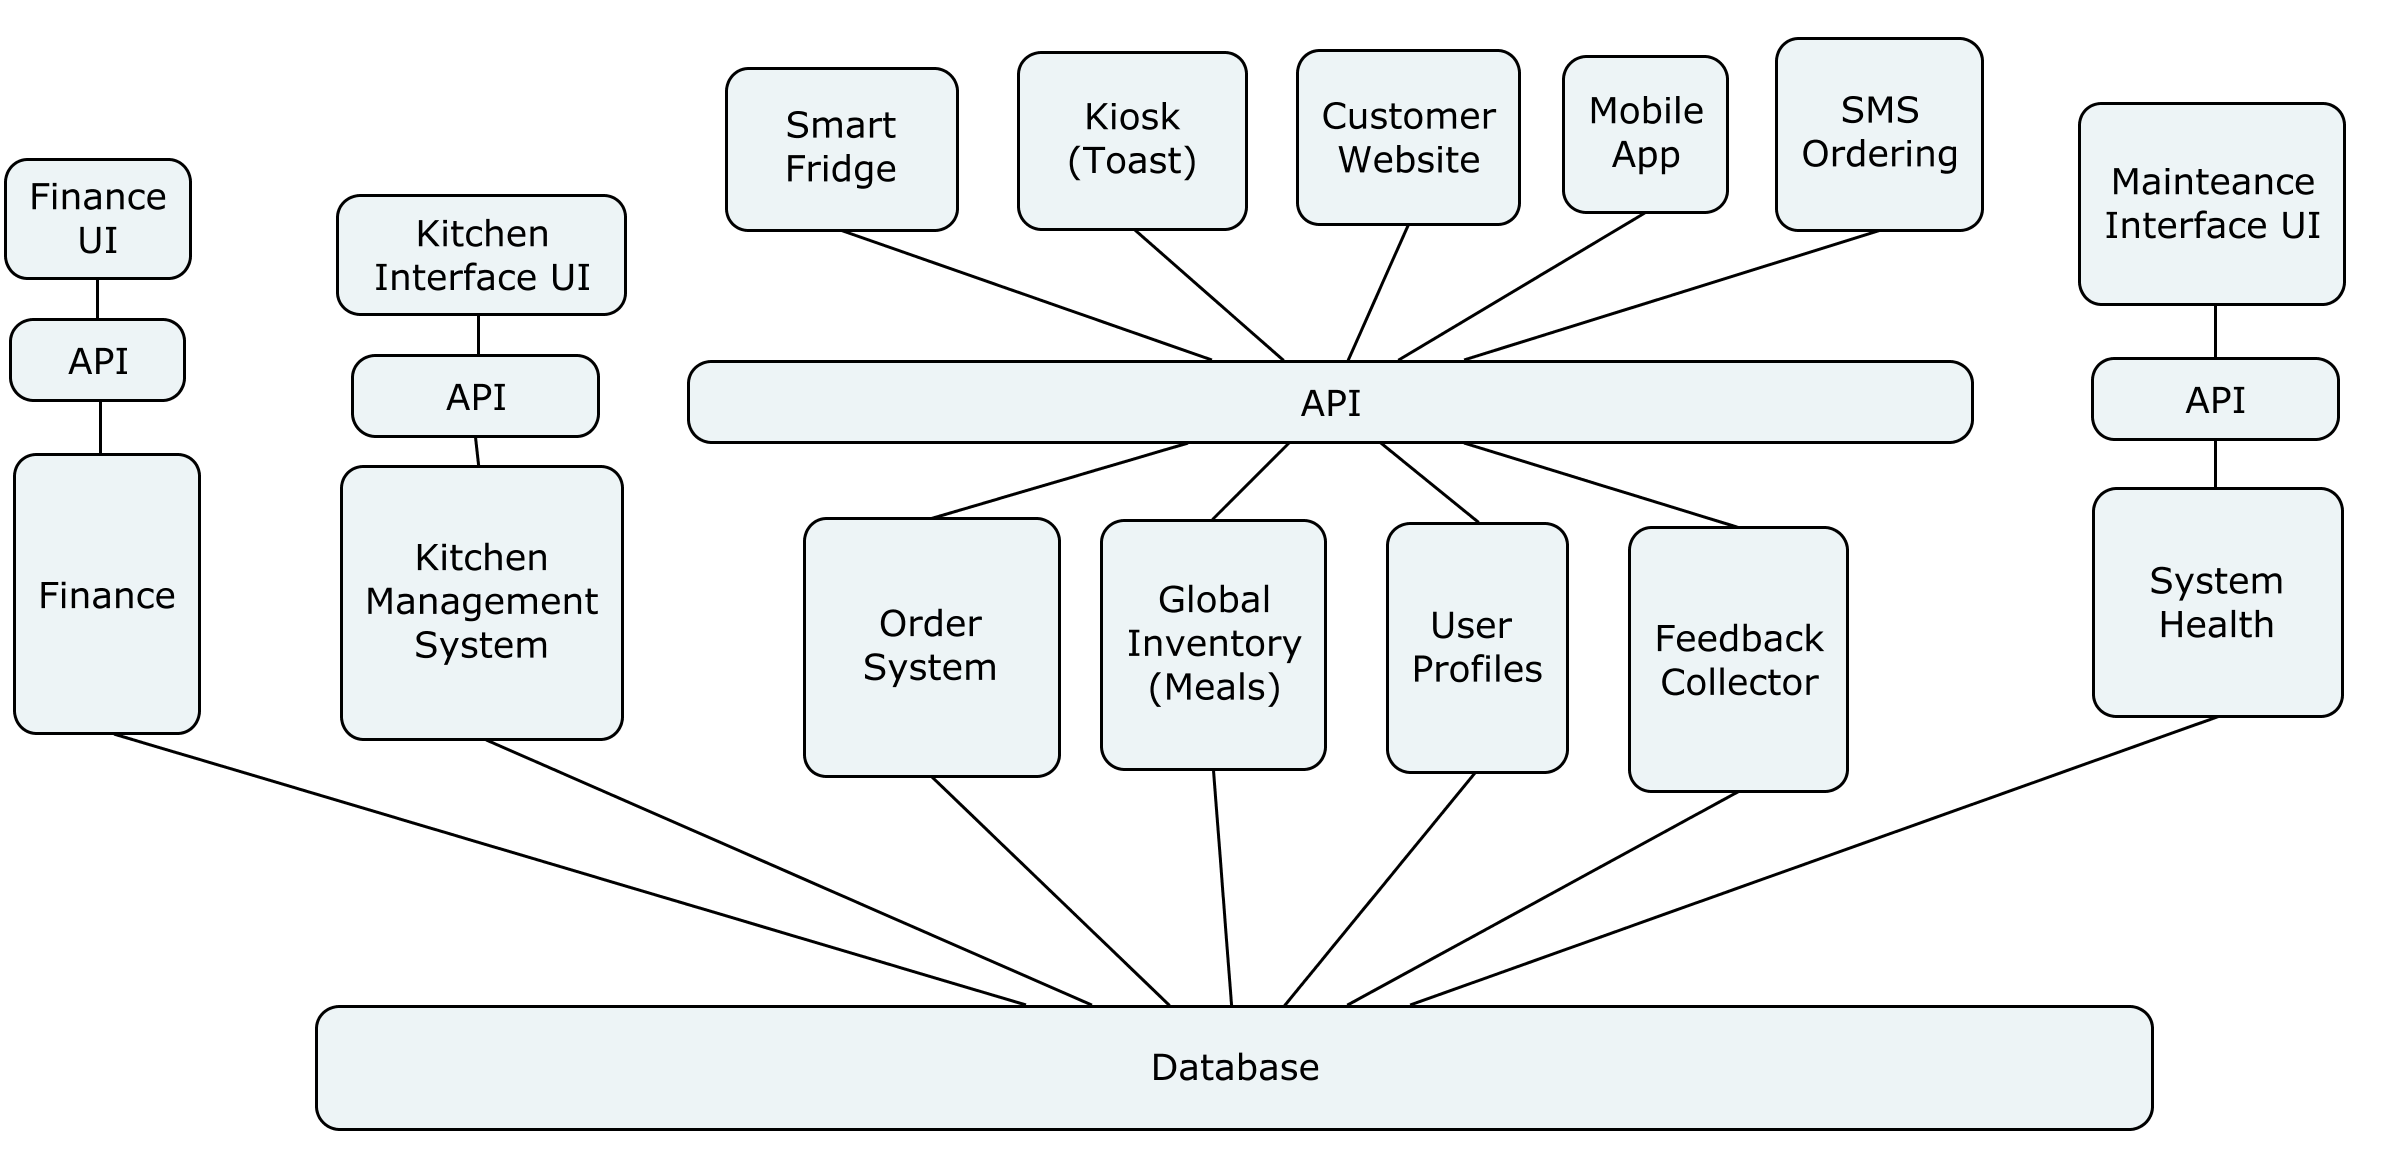 Finance
UI
API
Finance
Kitchen
Interface UI
API
Kitchen
Management
System
Smart
Fridge
Kiosk
(Toast)
Customer
Website
Mobile
App
SMS
Ordering
API
Order
System
Global
Inventory
(Meals)
User
Profiles
Feedback
Collector
Mainteance
Interface UI
API
System
Health
Database